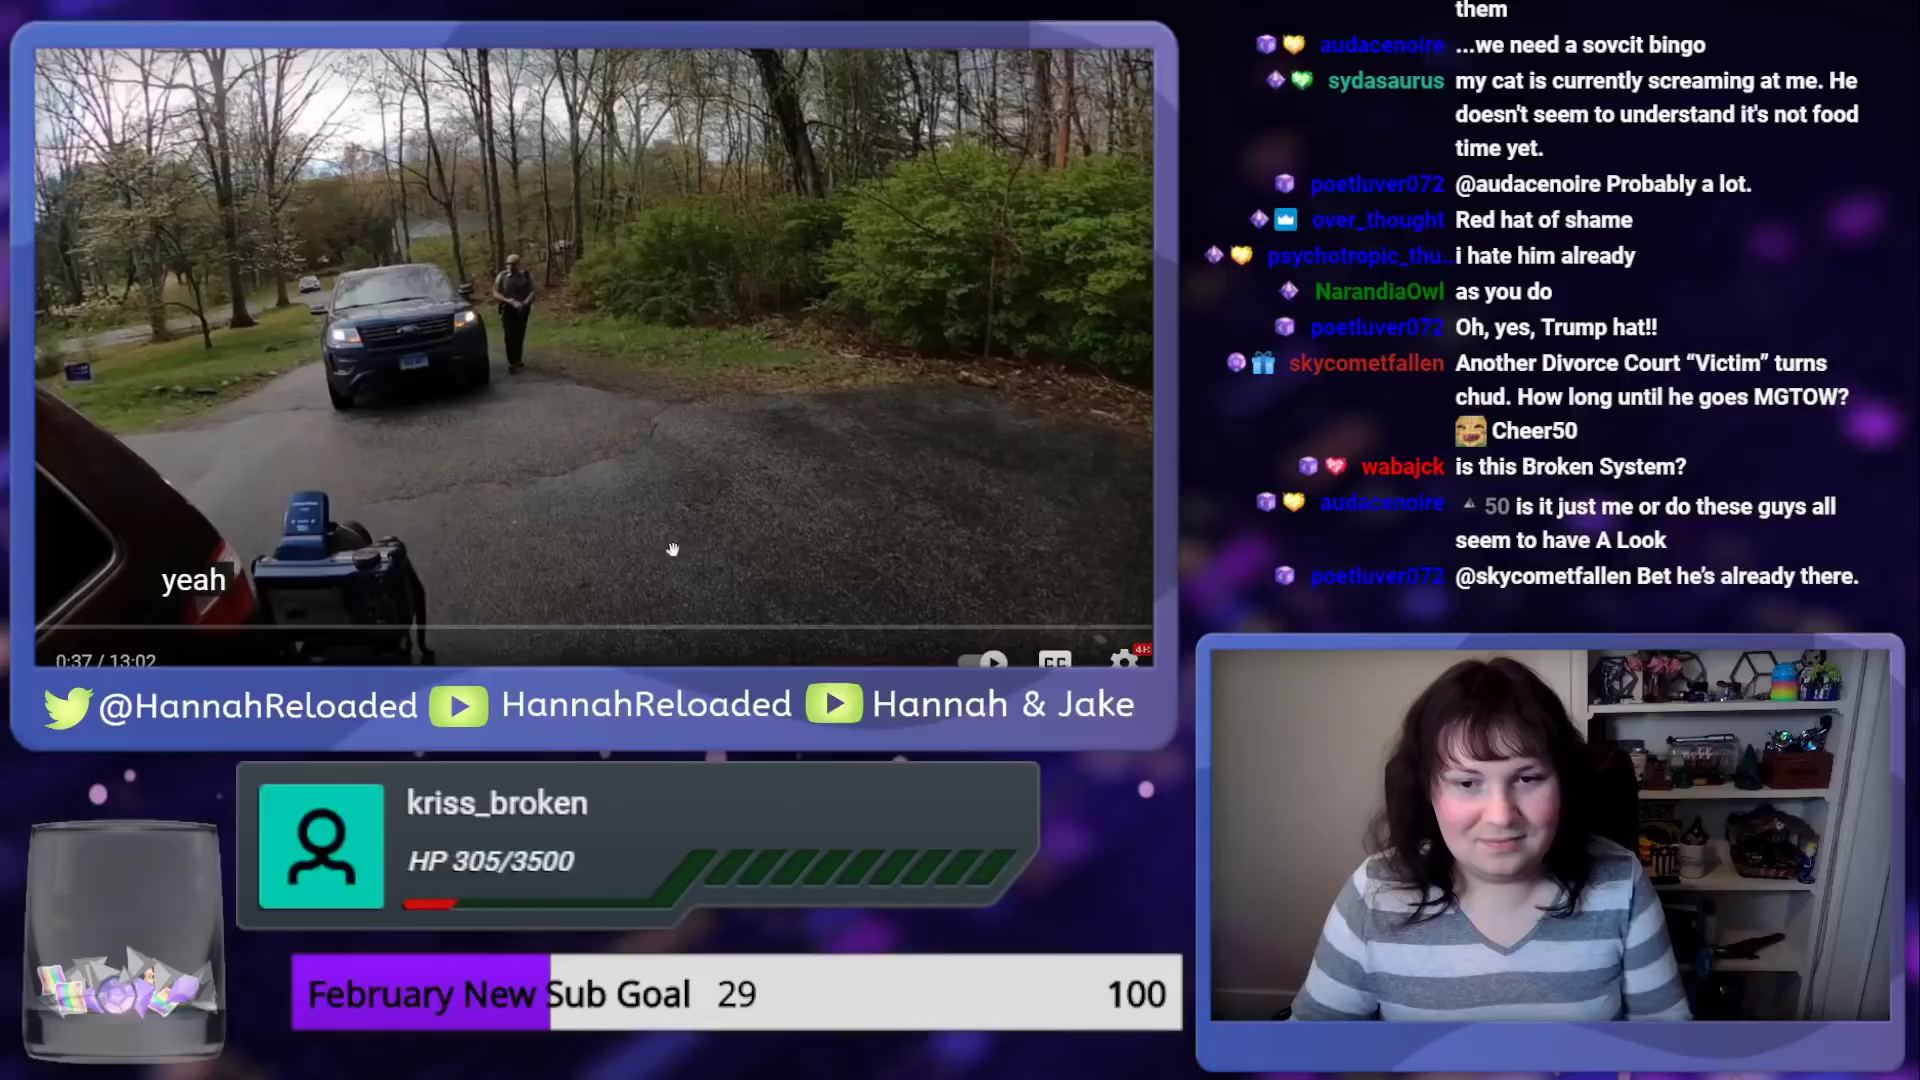 them
audacenoire ...we need a sovcit bingo
sydasaurus my cat is currently screaming at me. He
doesn't seem to understand it's not food
time yet.
poetluver072 @audacenoire Probably a lot.
over_thought Red hat of shame
psychotropic_thu... i hate him already
NarandiaOwl as you do
poetluver072 Oh, yes, Trump hat!!
skycometfallen Another Divorce Court “Victim” turns
chud. How long until he goes MGTOW?
Cheer50
wabajck is this Broken System?
audacenoire 50 is it just me or do these guys all
seem to have A Look
poetluver072 @skycometfallen Bet he’s already there.
yeah
0:37 / 13:02
CC
4K
@HannahReloaded HannahReloaded Hannah & Jake
kriss_broken
HP 305/3500
February New Sub Goal 29 100